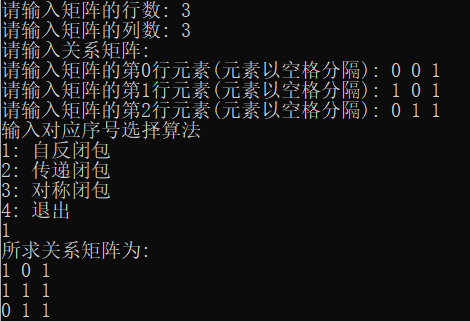 请输入矩阵的行数: 3
请输入矩阵的列数: 3
请输入关系矩阵:
请输入矩阵的第0行元素(元素以空格分隔): 0 0 1
请输入矩阵的第1行元素(元素以空格分隔): 1 0 1
请输入矩阵的第2行元素(元素以空格分隔): 0 1 1
输入对应序号选择算法
1: 自反闭包
2: 传递闭包
3: 对称闭包
4: 退出
1
所求关系矩阵为:
1 0 1
1 1 1
0 1 1